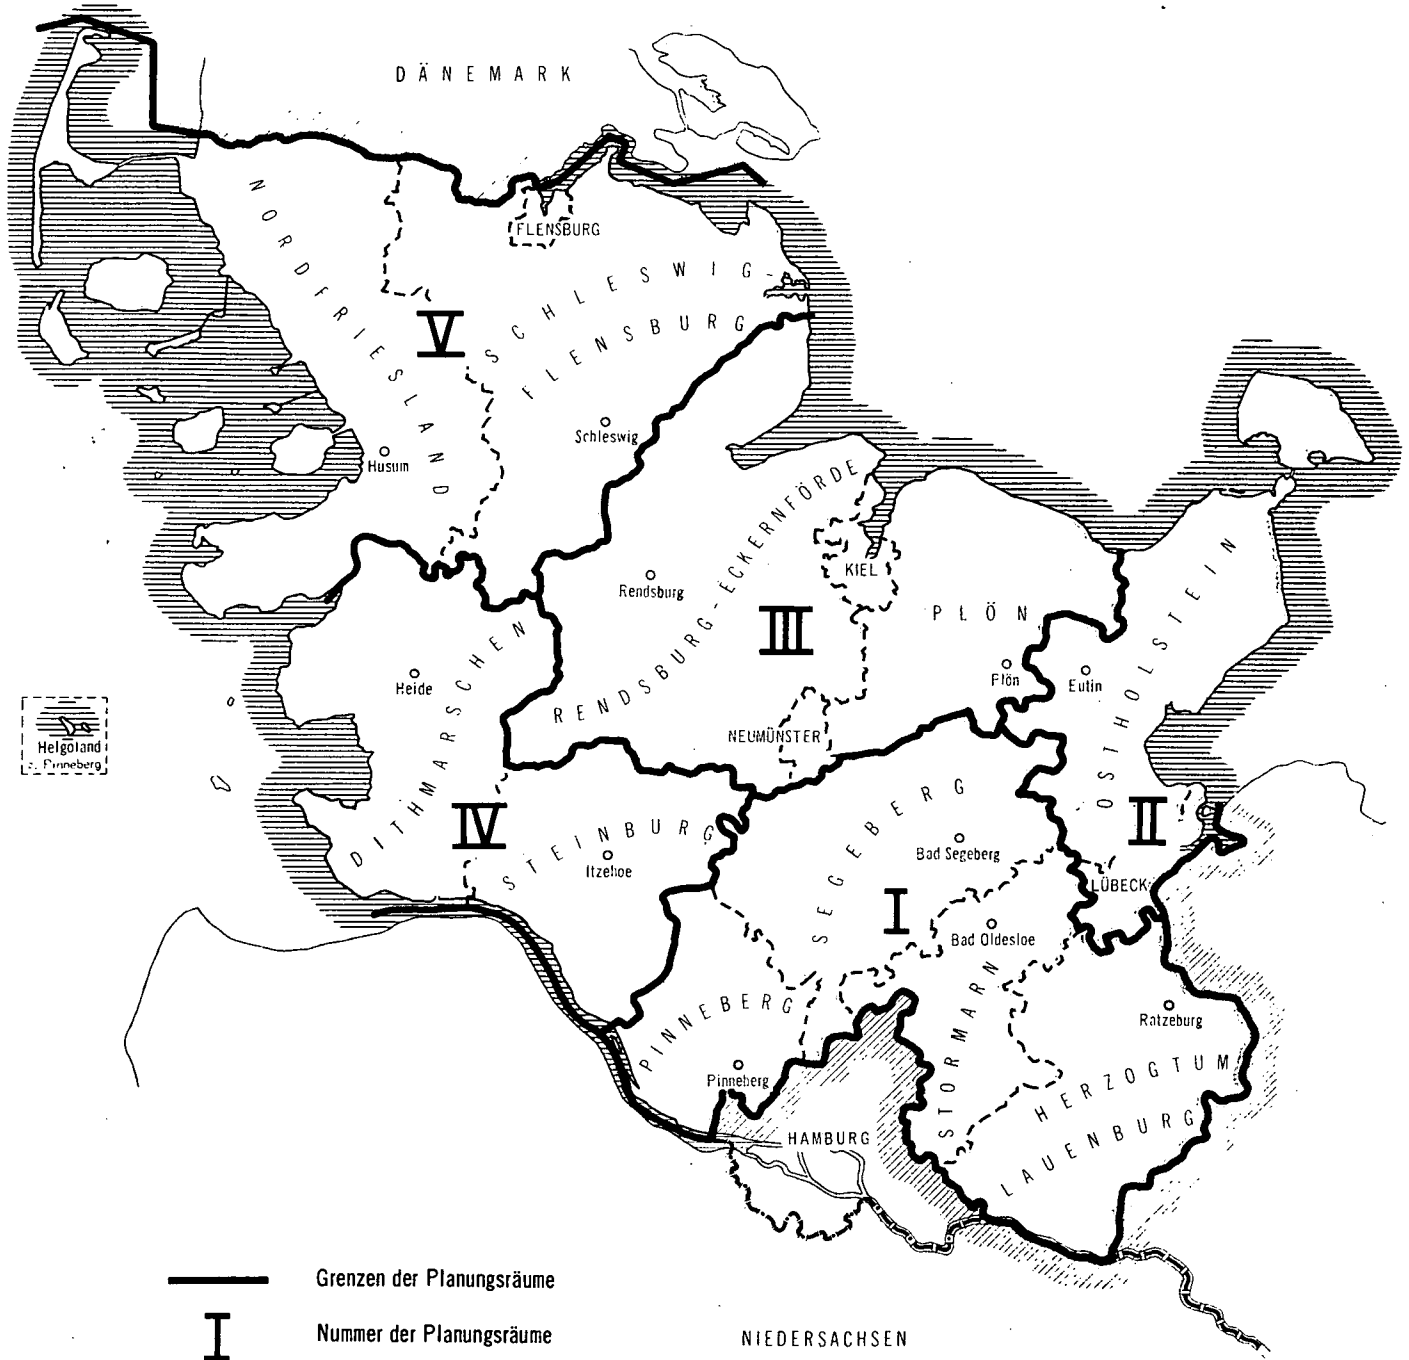 DÄNEMARK
NORDFRIESLAND
FLENSBURG
SCHLESWIG-
FLENSBURG
V
Schleswig
Husum
RENDSBURG-ECKERNFÖRDE
KIEL
Rendsburg
III
PLÖN
Plön
Eutin
OSTHOLSTEIN
Heide
DITHMARSCHEN
NEUMÜNSTER
Helgoland
Pinneberg
IV
STEINBURG
Itzehoe
SEGEBERG
Bad Segeberg
II
LÜBECK
I
Bad Oldesloe
STORMARN
PINNEBERG
Pinneberg
Ratzeburg
HERZOGTUM
LAUENBURG
HAMBURG
Grenzen der Planungsräume
I
Nummer der Planungsräume
NIEDERSACHSEN